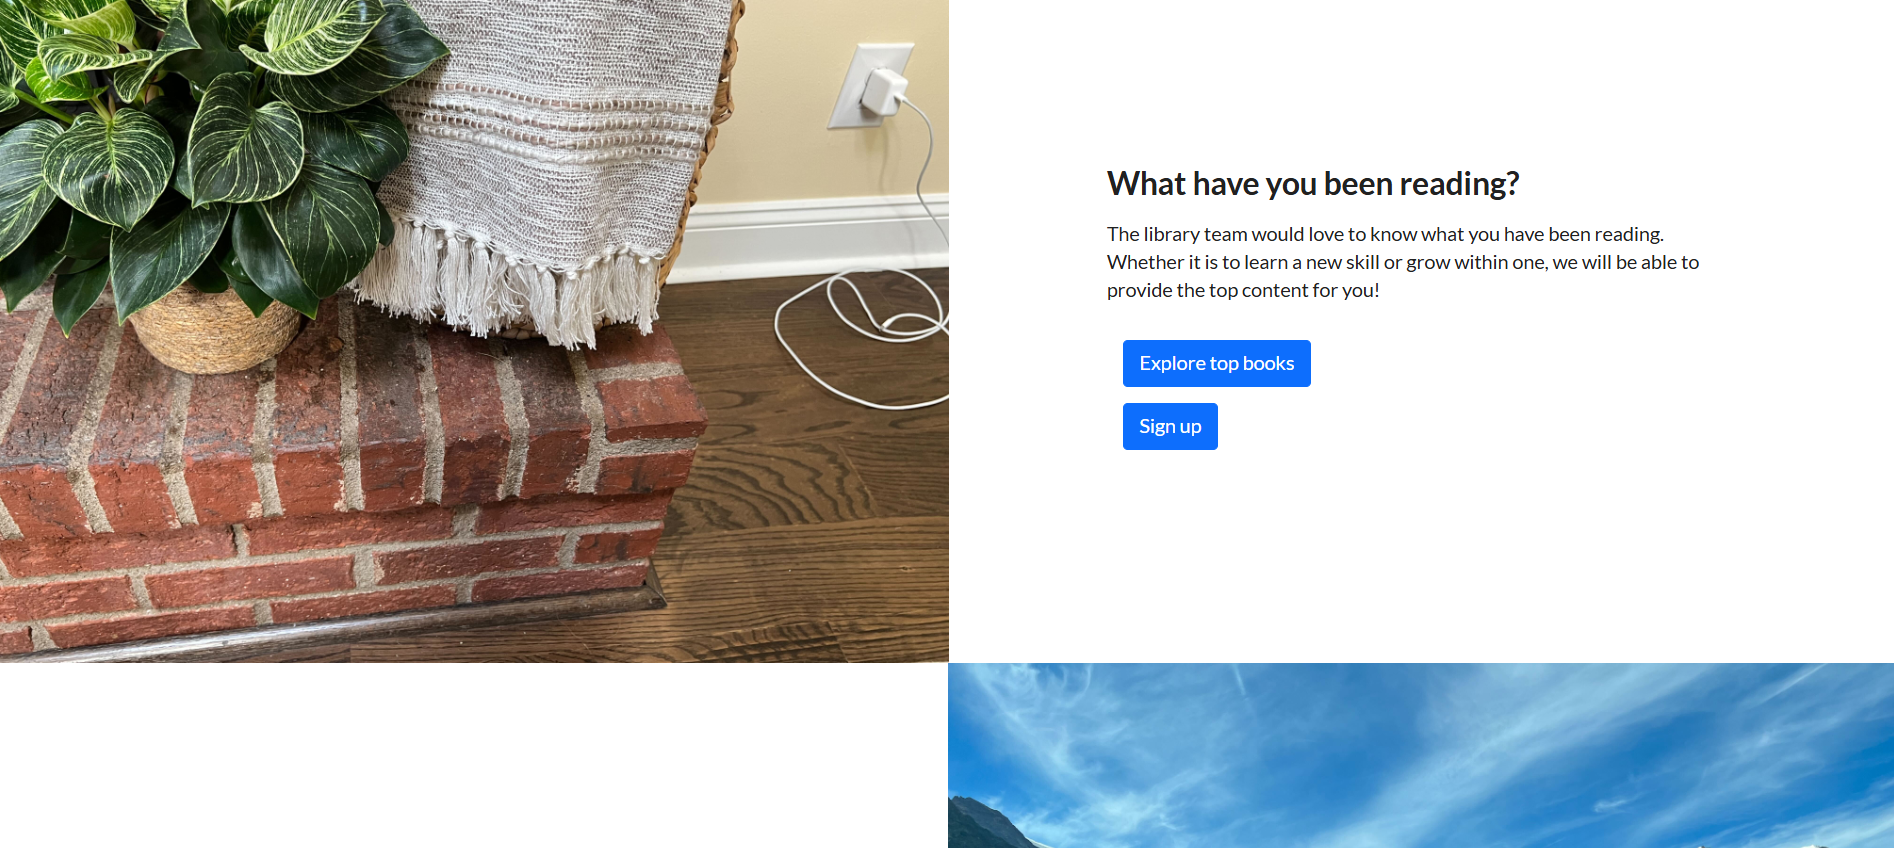 What have you been reading?
The library team would love to know what you have been reading.
Whether it is to learn a new skill or grow within one, we will be able to
provide the top content for you!
Explore top books
Sign up